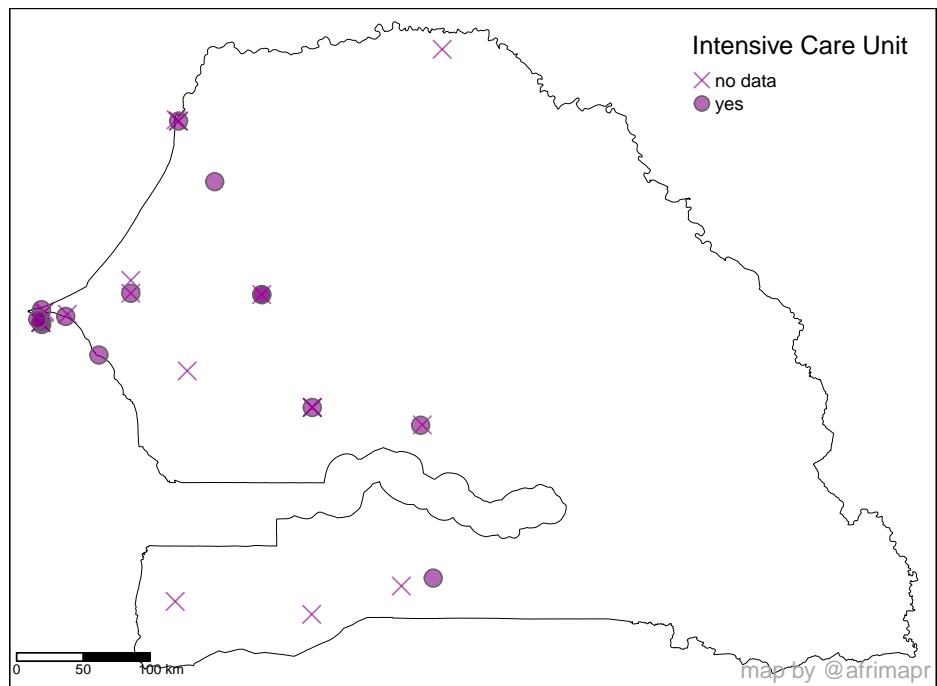 Intensive Care Unit
no data
yes
0 50 100 km
map by @afrimapr